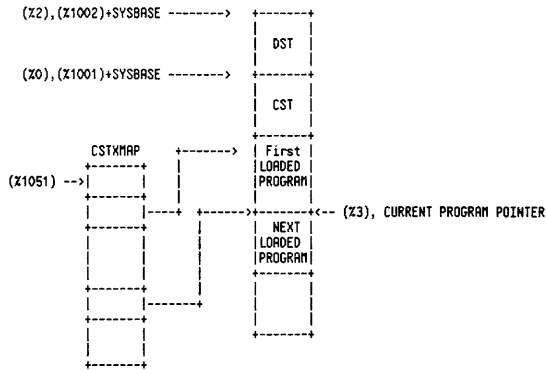 (%2),(%1002)+SYSBASE
DST
(%0),(%1001)+SYSBASE
CST
CSTXMAP
First
LOADED
PROGRAM
(%1051)
(%3), CURRENT PROGRAM POINTER
NEXT
LOADED
PROGRAM